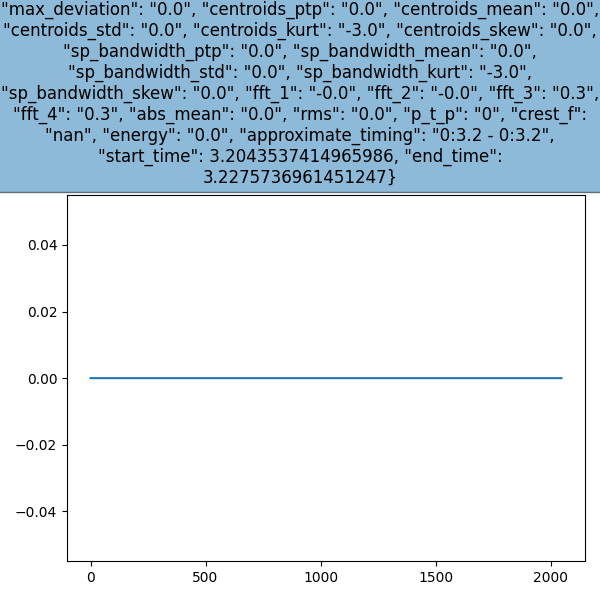 "max_deviation": "0.0", "centroids_ptp": "0.0", "centroids_mean": "0.0",
"centroids_std": "0.0", "centroids_kurt": "-3.0", "centroids_skew": "0.0",
"sp_bandwidth_ptp": "0.0", "sp_bandwidth_mean": "0.0",
"sp_bandwidth_std": "0.0", "sp_bandwidth_kurt": "-3.0",
"sp_bandwidth_skew": "0.0", "fft_1": "-0.0", "fft_2": "-0.0", "fft_3": "0.3",
"fft_4": "0.3", "abs_mean": "0.0", "rms": "0.0", "p_t_p": "0", "crest_f":
"nan", "energy": "0.0", "approximate_timing": "0:3.2 - 0:3.2",
"start_time": 3.2043537414965986, "end_time":
3.2275736961451247}
0.04
0.02
0.00
−0.02
−0.04
0 500 1000 1500 2000